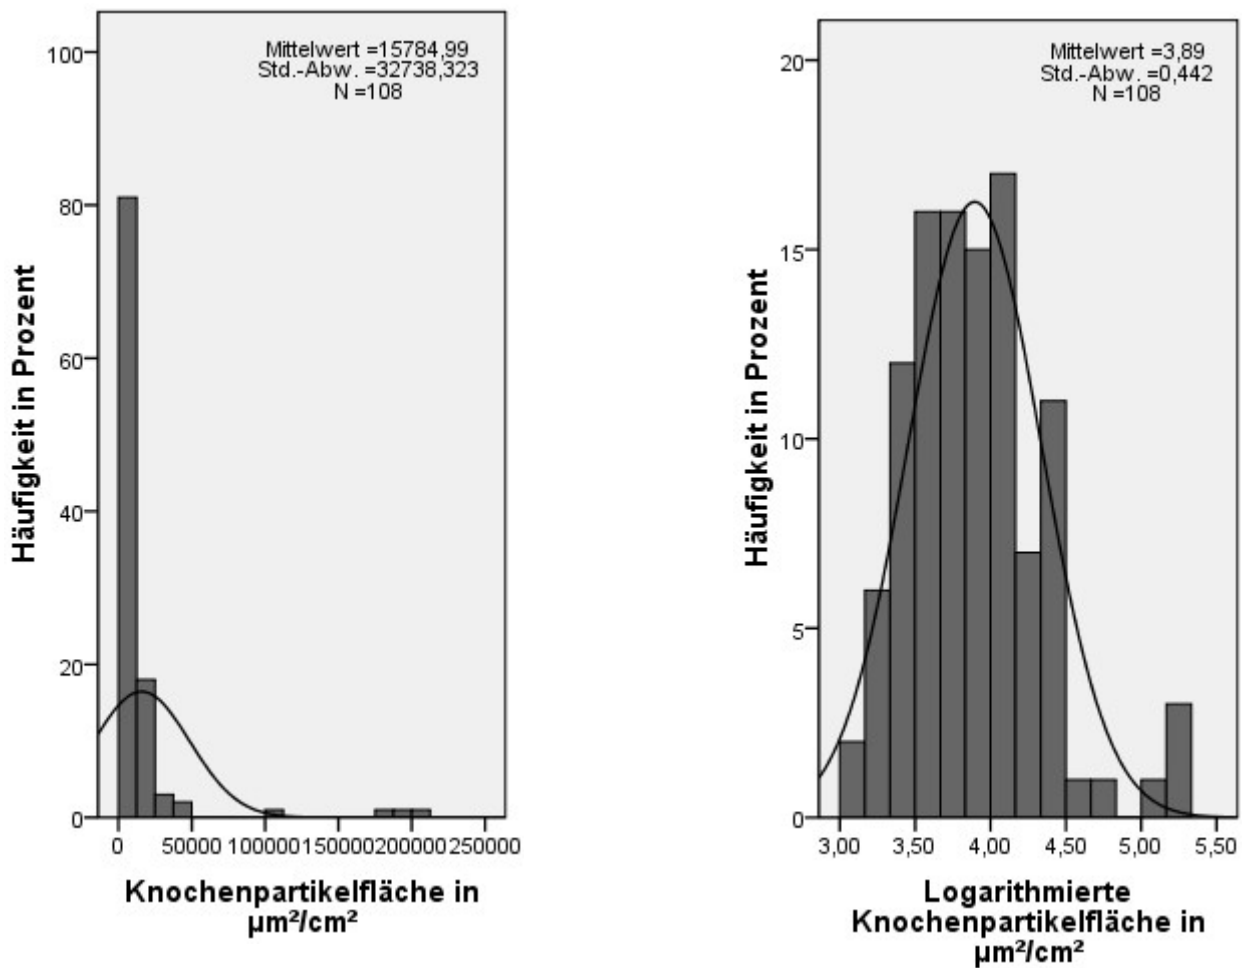 Mittelwert =15784,99
Std.-Abw. =32738,323
N =108
100
80
60
40
20
0
Häufigkeit in Prozent
0 50000 100000 150000 200000 250000
Knochenpartikelfläche in
µm²/cm²
Mittelwert =3,89
Std.-Abw. =0,442
N =108
20
15
10
5
0
Häufigkeit in Prozent
3,00 3,50 4,00 4,50 5,00 5,50
Logarithmierte
Knochenpartikelfläche in
µm²/cm²